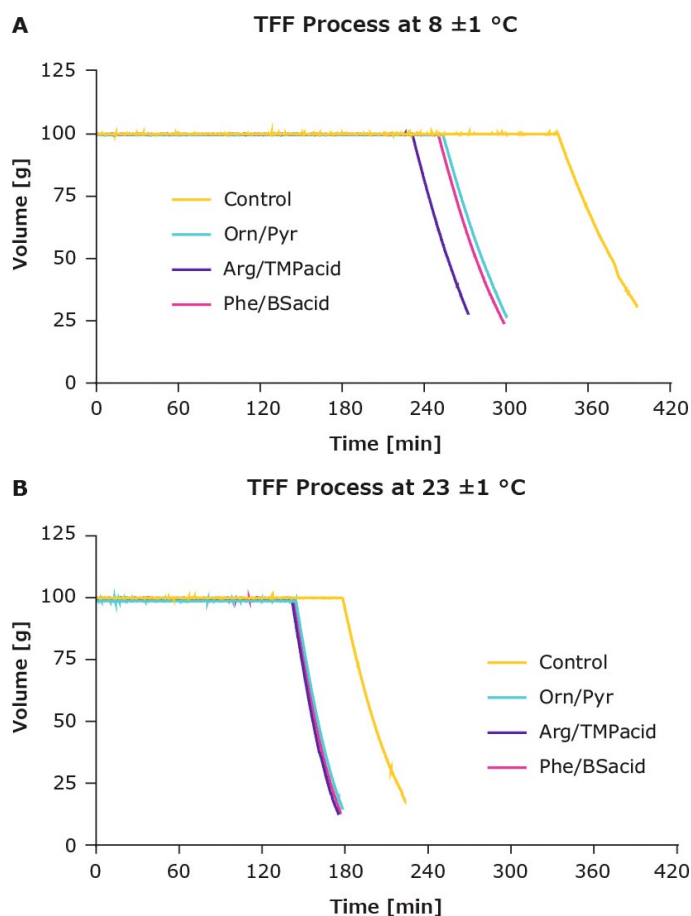 A
TFF Process at 8 ±1 °C
125
100
75
50
25
0
Volume [g]
Control
Orn/Pyr
Arg/TMPacid
Phe/BSacid
0 60 120 180 240 300 360 420
Time [min]
B
TFF Process at 23 ±1 °C
125
100
75
50
25
0
Volume [g]
Control
Orn/Pyr
Arg/TMPacid
Phe/BSacid
0 60 120 180 240 300 360 420
Time [min]